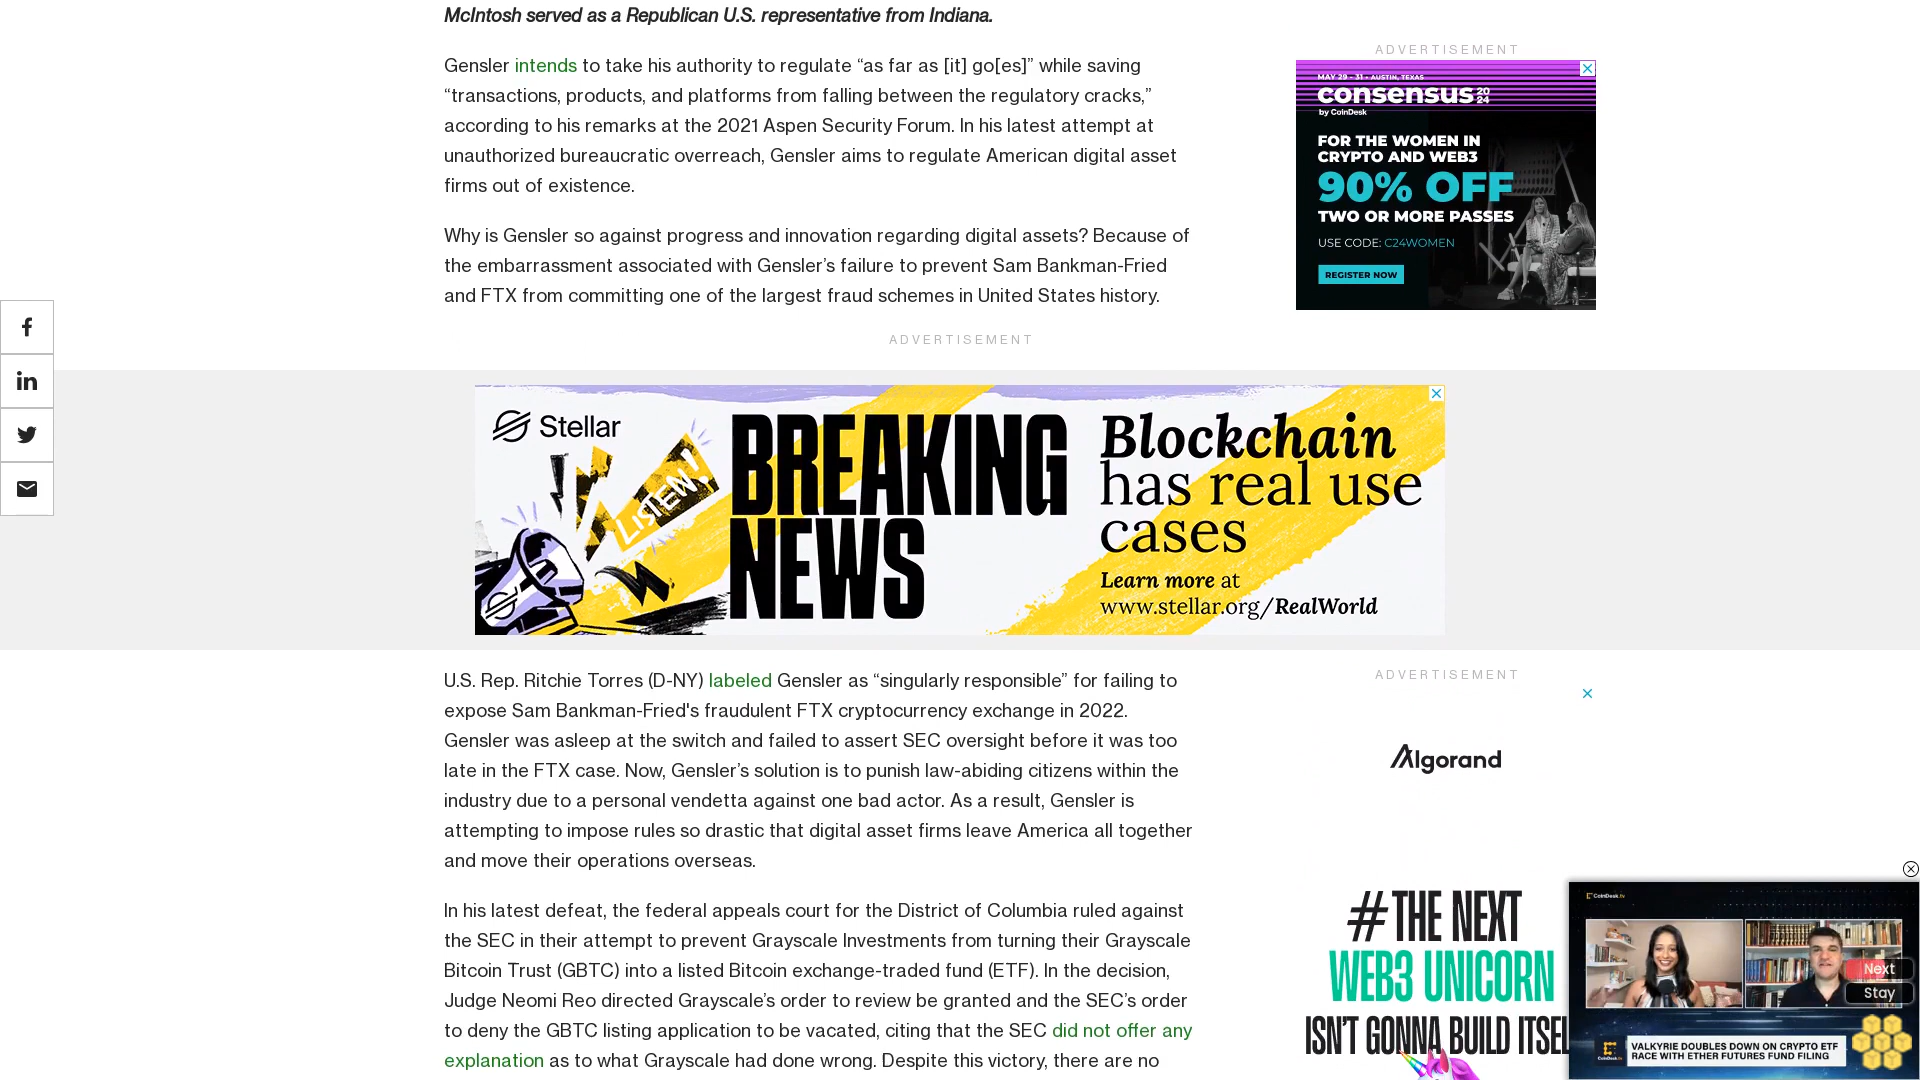 McIntosh served as a Republican U.S. representative from Indiana.
Gensler intends to take his authority to regulate “as far as [it] go[es]” while saving
“transactions, products, and platforms from falling between the regulatory cracks,”
according to his remarks at the 2021 Aspen Security Forum. In his latest attempt at
unauthorized bureaucratic overreach, Gensler aims to regulate American digital asset
firms out of existence.
Why is Gensler so against progress and innovation regarding digital assets? Because of
the embarrassment associated with Gensler’s failure to prevent Sam Bankman-Fried
and FTX from committing one of the largest fraud schemes in United States history.
ADVERTISEMENT
MAY 29 - 31 • AUSTIN, TEXAS
consensus 2024
by CoinDesk
FOR THE WOMEN IN
CRYPTO AND WEB3
90% OFF
TWO OR MORE PASSES
USE CODE: C24WOMEN
REGISTER NOW
ADVERTISEMENT
Stellar
LISTEN!
BREAKING
NEWS
Blockchain
has real use
cases
Learn more at
www.stellar.org/RealWorld
U.S. Rep. Ritchie Torres (D-NY) labeled Gensler as “singularly responsible” for failing to
expose Sam Bankman-Fried's fraudulent FTX cryptocurrency exchange in 2022.
Gensler was asleep at the switch and failed to assert SEC oversight before it was too
late in the FTX case. Now, Gensler’s solution is to punish law-abiding citizens within the
industry due to a personal vendetta against one bad actor. As a result, Gensler is
attempting to impose rules so drastic that digital asset firms leave America all together
and move their operations overseas.
In his latest defeat, the federal appeals court for the District of Columbia ruled against
the SEC in their attempt to prevent Grayscale Investments from turning their Grayscale
Bitcoin Trust (GBTC) into a listed Bitcoin exchange-traded fund (ETF). In the decision,
Judge Neomi Reo directed Grayscale’s order to review be granted and the SEC’s order
to deny the GBTC listing application to be vacated, citing that the SEC did not offer any
explanation as to what Grayscale had done wrong. Despite this victory, there are no
ADVERTISEMENT
Algorand
#THE NEXT
WEB3 UNICORN
ISN'T GONNA BUILD ITSEL
CoinDesk.tv
Next
Stay
VALKYRIE DOUBLES DOWN ON CRYPTO ETF
RACE WITH ETHER FUTURES FUND FILING
CoinDesk.tv